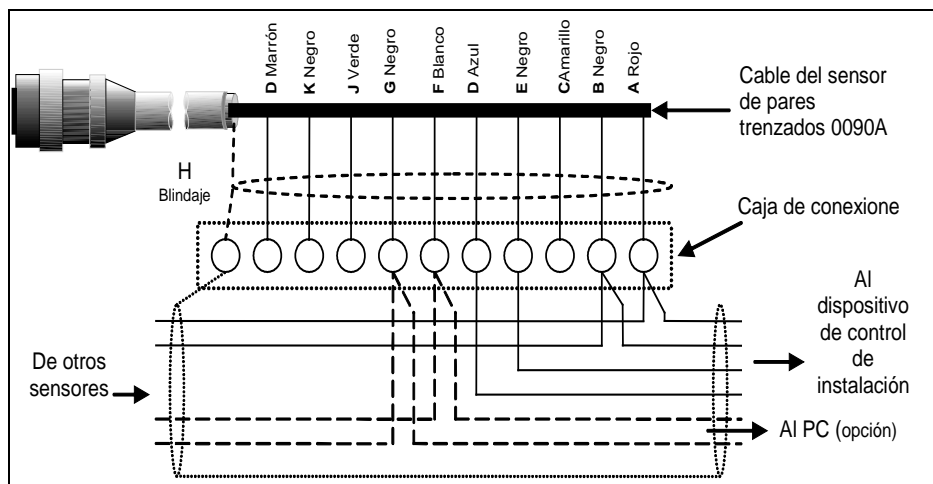 D Marrón
K Negro
J Verde
G Negro
F Blanco
D Azul
E Negro
CAmarillo
B Negro
A Rojo
Cable del sensor
de pares
trenzados 0090A
H
Blindaje
Caja de conexione
Al
dispositivo
de control
de
instalación
De otros
sensores
Al PC (opción)